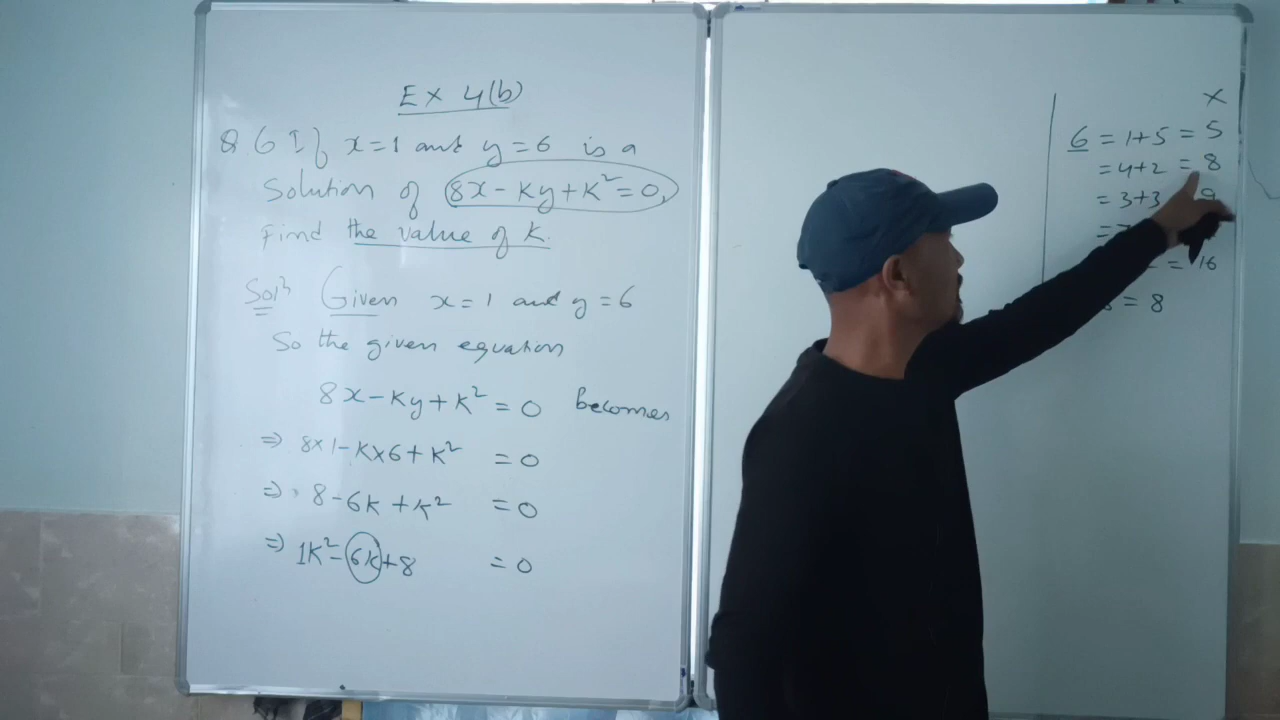 Ex 4(b)
Q 6 If x=1 and y=6 is a
Solution of 8x-Ky+K²=0,
Find the value of K.
Solⁿ Given x=1 and y=6
So the given equation
8x-Ky+K²=0 becomes
=> 8×1-K×6+K² =0
=> 8-6K+K² =0
=> 1K²-6K+8 =0
×
6 = 1+5 = 5
= 4+2 = 8
= 3+3 9
= 7
= 16
= 8